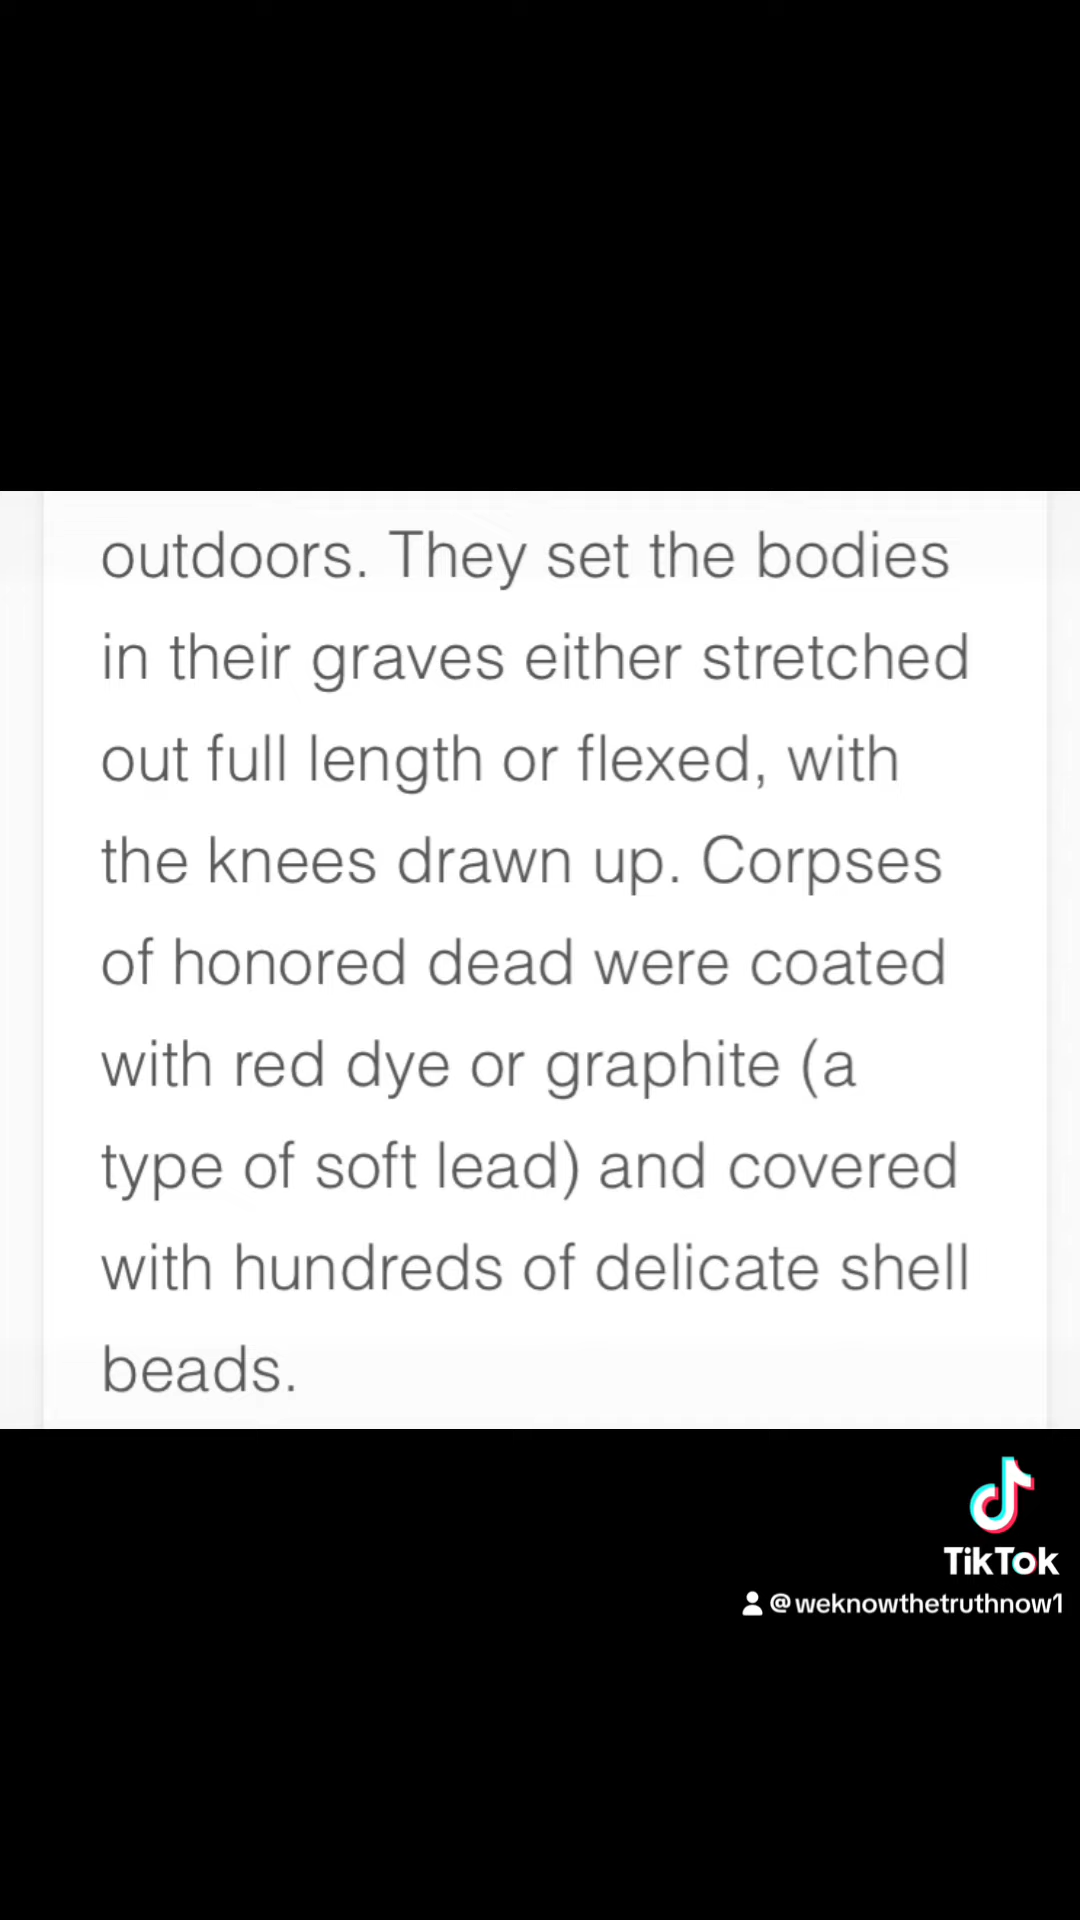 outdoors. They set the bodies
in their graves either stretched
out full length or flexed, with
the knees drawn up. Corpses
of honored dead were coated
with red dye or graphite (a
type of soft lead) and covered
with hundreds of delicate shell
beads.
TikTok
@weknowthetruthnow1